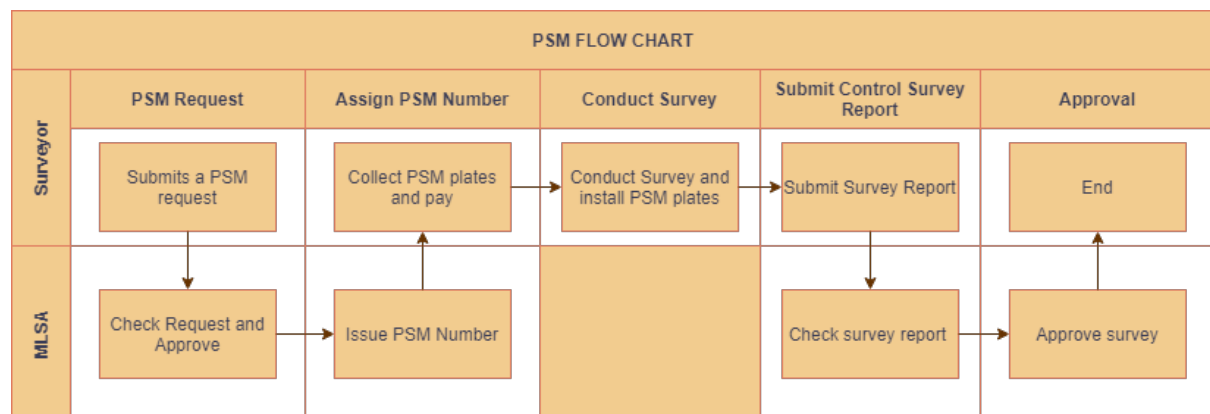 PSM FLOW CHART
PSM Request
Assign PSM Number
Conduct Survey
Submit Control Survey
Report
Approval
Surveyor
Submits a PSM
request
Collect PSM plates
and pay
Conduct Survey and
install PSM plates
Submit Survey Report
End
MLSA
Check Request and
Approve
Issue PSM Number
Check survey report
Approve survey